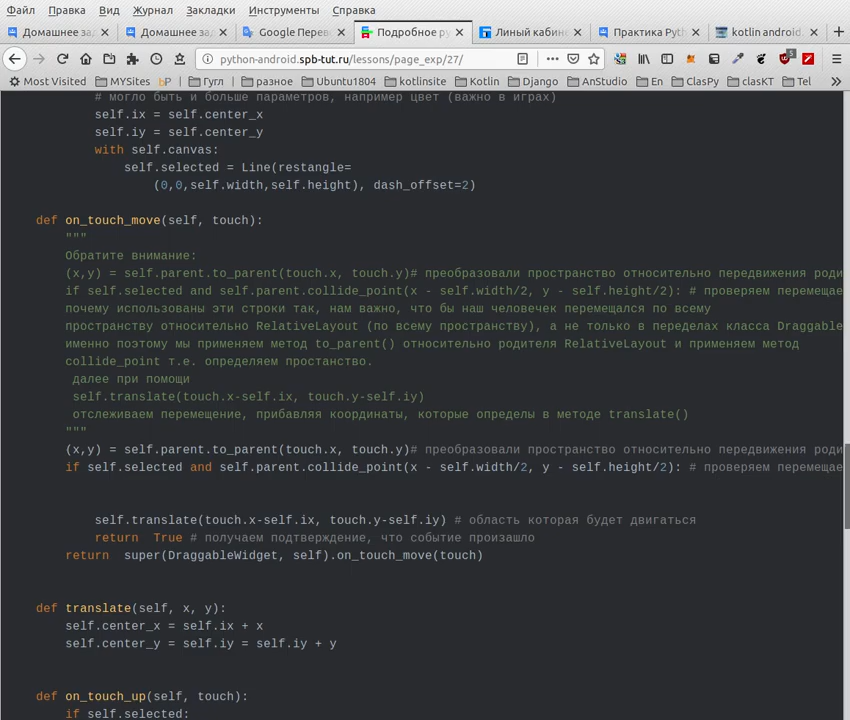 Файл Правка Вид Журнал Закладки Инструменты Справка
Домашнее за Домашнее за Google Перев Подробное ру Линый кабине Практика Pyth kotlin android.
python-android.spb-tut.ru/lessons/page_exp/27/ 5
Most Visited MYSites Гугл разное Ubuntu1804 kotlinsite Kotlin Django AnStudio En ClasPy clasKT Tel
# могло быть и больше параметров, например цвет (важно в играх)
self.ix = self.center_x
self.iy = self.center_y
with self.canvas:
self.selected = Line(restangle=
(0,0,self.width,self.height), dash_offset=2)
def on_touch_move(self, touch):
"""
Обратите внимание:
(x,y) = self.parent.to_parent(touch.x, touch.y)# преобразовали пространство относительно передвижения роди
if self.selected and self.parent.collide_point(x - self.width/2, y - self.height/2): # проверяем перемещае
почему использованы эти строки так, нам важно, что бы наш человечек перемещался по всему
пространству относительно RelativeLayout (по всему пространству), а не только в переделах класса Draggable
именно поэтому мы применяем метод to_parent() относительно родителя RelativeLayout и применяем метод
collide_point т.е. определяем простанство.
далее при помощи
self.translate(touch.x-self.ix, touch.y-self.iy)
отслеживаем перемещение, прибавляя координаты, которые определы в методе translate()
"""
(x,y) = self.parent.to_parent(touch.x, touch.y)# преобразовали пространство относительно передвижения роди
if self.selected and self.parent.collide_point(x - self.width/2, y - self.height/2): # проверяем перемещае
self.translate(touch.x-self.ix, touch.y-self.iy) # область которая будет двигаться
return True # получаем подтверждение, что событие произашло
return super(DraggableWidget, self).on_touch_move(touch)
def translate(self, x, y):
self.center_x = self.ix = self.ix + x
self.center_y = self.iy = self.iy + y
def on_touch_up(self, touch):
if self.selected: